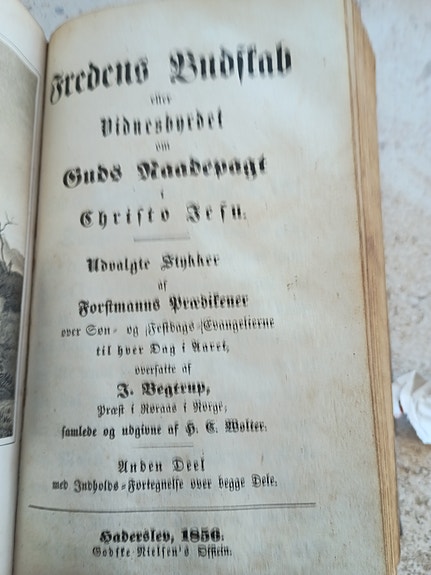 Fredens Budskab
eller
Vidnesbyrdet
om
Guds Naadepagt
i
Christo Jesu.
Udvalgte Stykker
af
Forstmanns Prædikener
over Søn- og Festdags-Evangelierne
til hver Dag i Aaret,
oversatte af
J. Begtrup,
Præst i Røraas i Norge,
samlede og udgivne af H. C. Wolter.
Anden Deel
med Indholds-Fortegnelse over begge Dele.
Haderslev, 1856.
Godske-Nielsen's Officin.